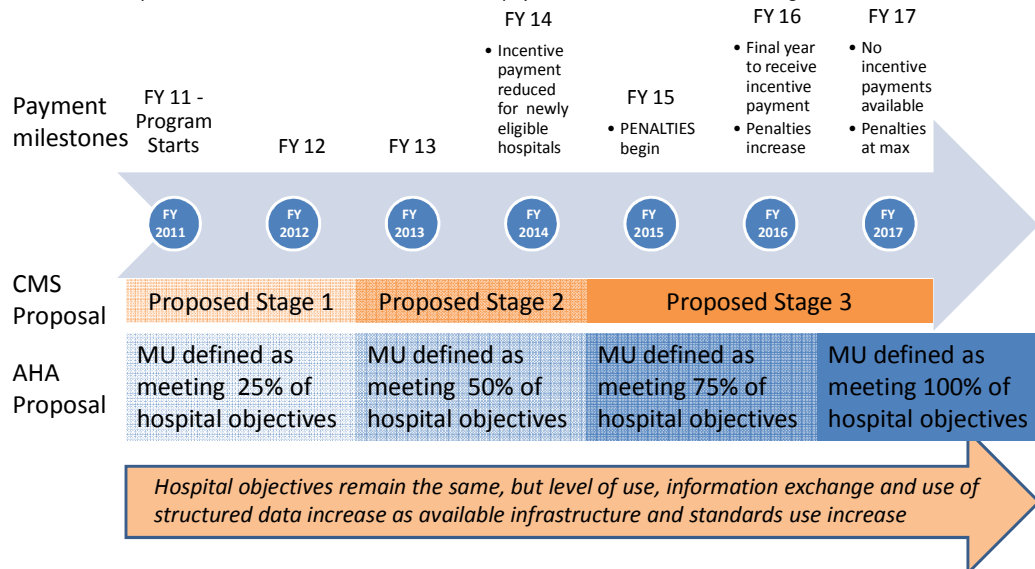 FY 14
• Incentive
payment
reduced
for newly
eligible
hospitals
FY 16
• Final year
to receive
incentive
payment
• Penalties
increase
FY 17
• No
incentive
payments
available
• Penalties
at max
Payment
milestones
FY 11 -
Program
Starts
FY 12
FY 13
FY 15
• PENALTIES
begin
FY
2011
FY
2012
FY
2013
FY
2014
FY
2015
FY
2016
FY
2017
CMS
Proposal
Proposed Stage 1
Proposed Stage 2
Proposed Stage 3
AHA
Proposal
MU defined as
meeting 25% of
hospital objectives
MU defined as
meeting 50% of
hospital objectives
MU defined as
meeting 75% of
hospital objectives
MU defined as
meeting 100% of
hospital objectives
Hospital objectives remain the same, but level of use, information exchange and use of
structured data increase as available infrastructure and standards use increase